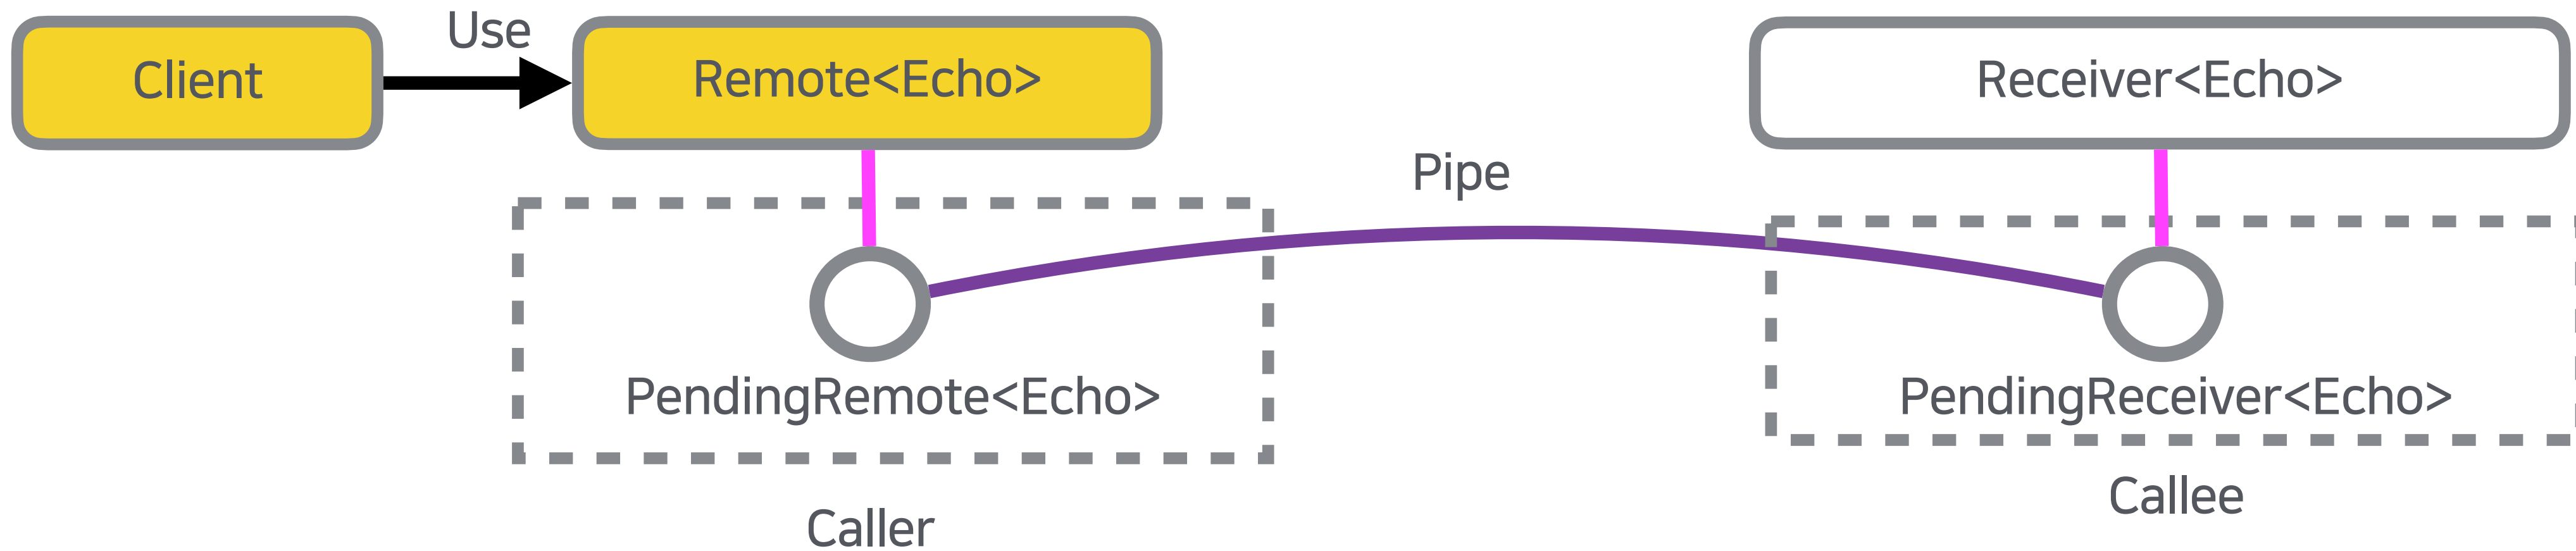 Use
Client
Remote<Echo>
Receiver<Echo>
Pipe
PendingRemote<Echo>
PendingReceiver<Echo>
Caller
Callee